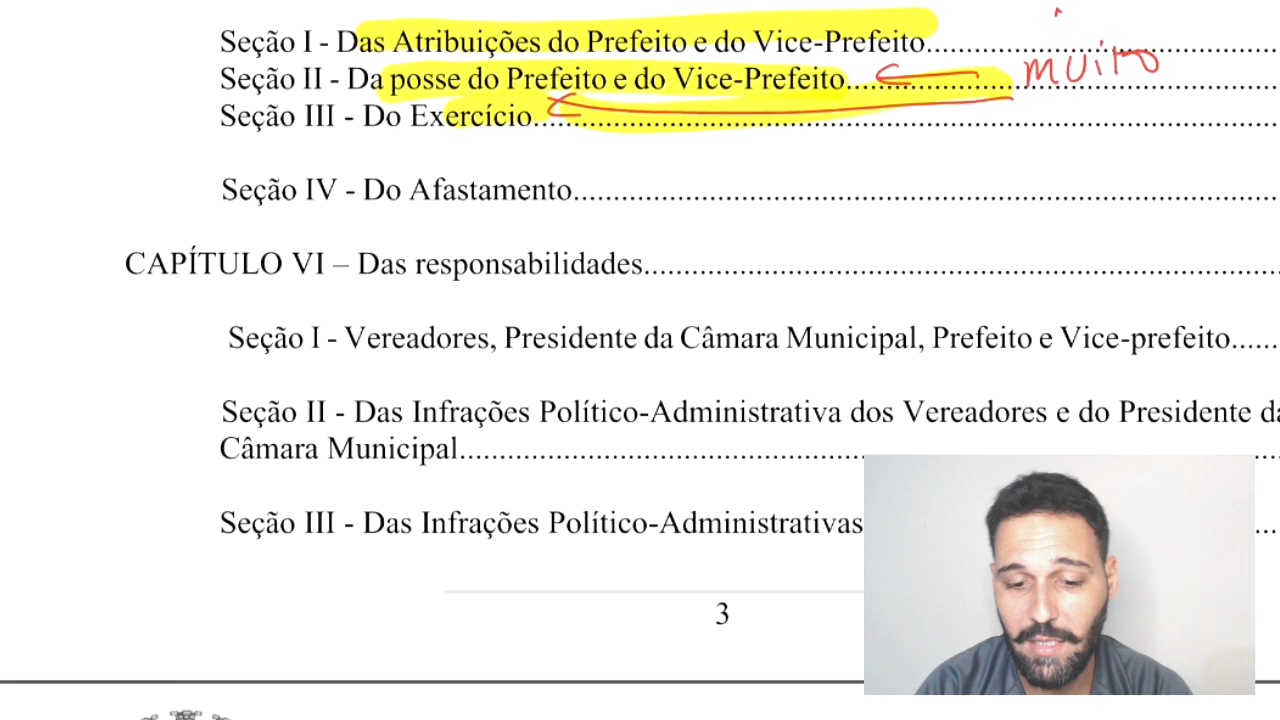 Seção I - Das Atribuições do Prefeito e do Vice-Prefeito..........................................
Seção II - Da posse do Prefeito e do Vice-Prefeito.................................................... muito
Seção III - Do Exercício...............................................................................................
Seção IV - Do Afastamento.........................................................................................
CAPÍTULO VI – Das responsabilidades................................................................................
Seção I - Vereadores, Presidente da Câmara Municipal, Prefeito e Vice-prefeito......
Seção II - Das Infrações Político-Administrativa dos Vereadores e do Presidente da
Câmara Municipal......................................................
Seção III - Das Infrações Político-Administrativas
3